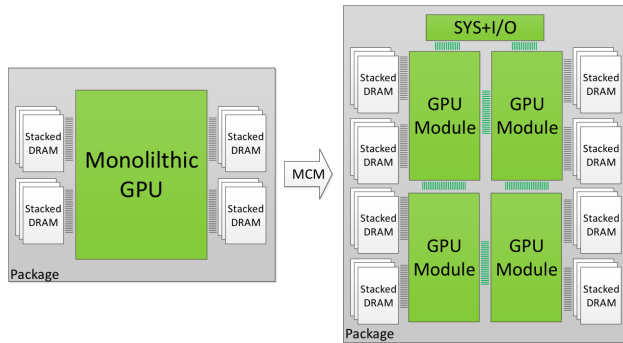 Stacked
DRAM
Stacked
DRAM
Monolilthic
GPU
Stacked
DRAM
Stacked
DRAM
Package
MCM
SYS+I/O
Stacked
DRAM
Stacked
DRAM
GPU
Module
GPU
Module
Stacked
DRAM
Stacked
DRAM
Stacked
DRAM
Stacked
DRAM
GPU
Module
GPU
Module
Stacked
DRAM
Stacked
DRAM
Package